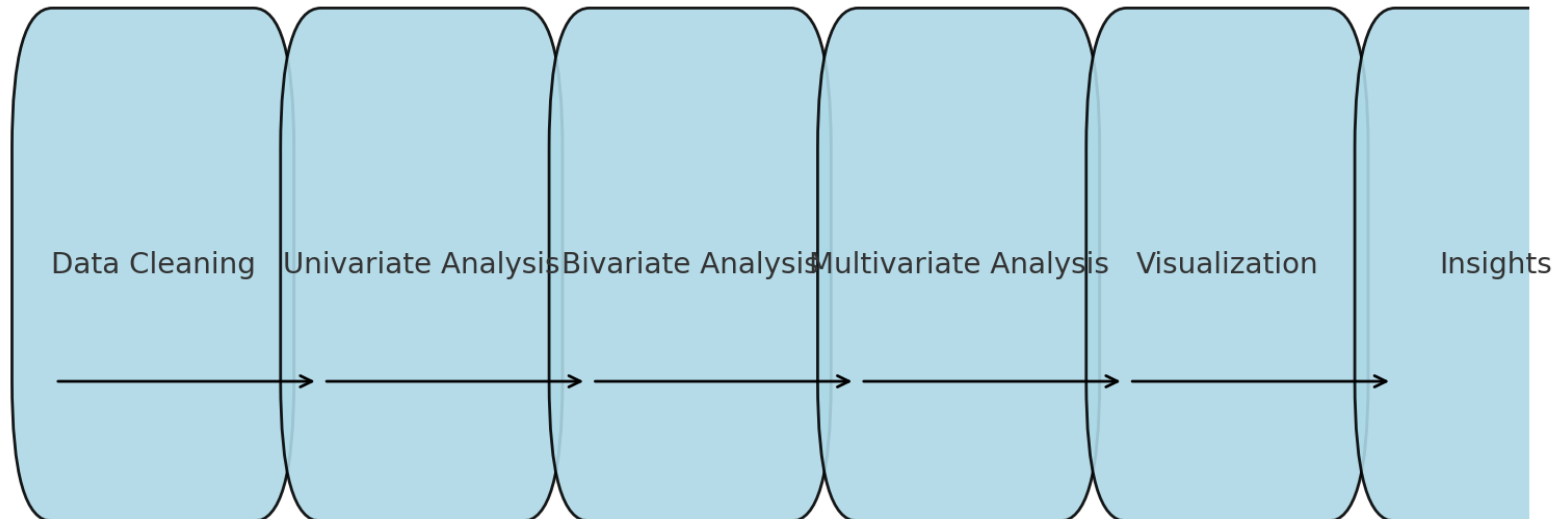 Data Cleaning
Univariate Analysis
Bivariate Analysis
Multivariate Analysis
Visualization
Insights